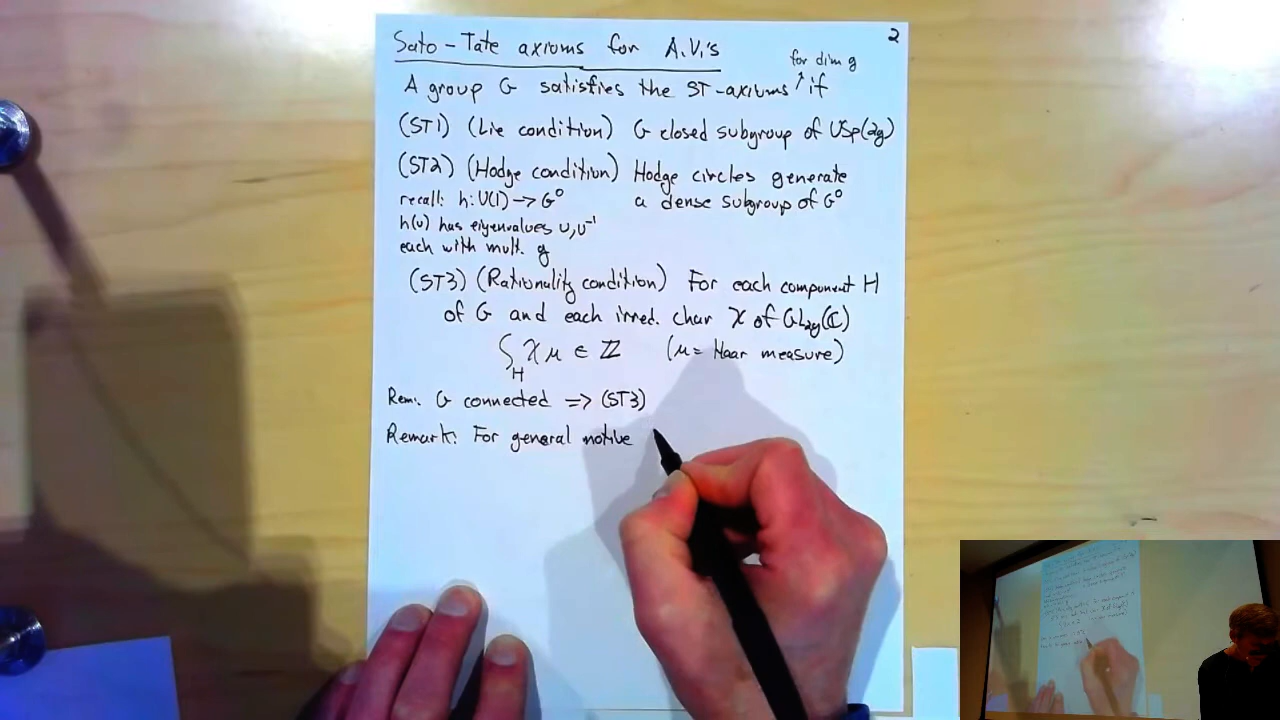 2
Sato-Tate axioms for A.V.'s
for dim g
A group G satisfies the ST-axioms ↑ if
(ST1) (Lie condition) G closed subgroup of USp(2g)
(ST2) (Hodge condition) Hodge circles generate
recall: h: U(1) → G⁰ a dense subgroup of G⁰
h(u) has eigenvalues u, u⁻¹
each with mult. g
(ST3) (Rationality condition) For each component H
of G and each irred. char χ of GL₂g(ℂ)
∫_H χ μ ∈ ℤ (μ = Haar measure)
Rem: G connected => (ST3)
Remark: For general motive